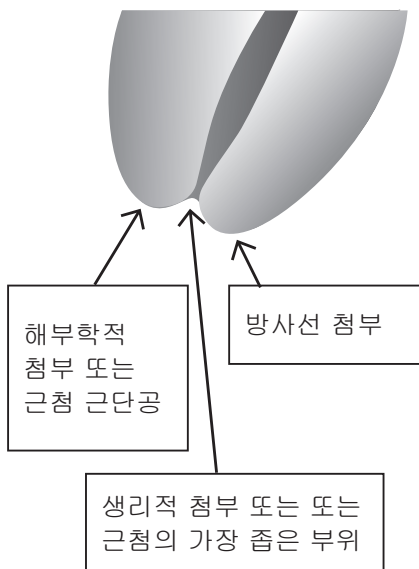 해부학적
첨부 또는
근첨 근단공
방사선 첨부
생리적 첨부 또는 또는
근첨의 가장 좁은 부위